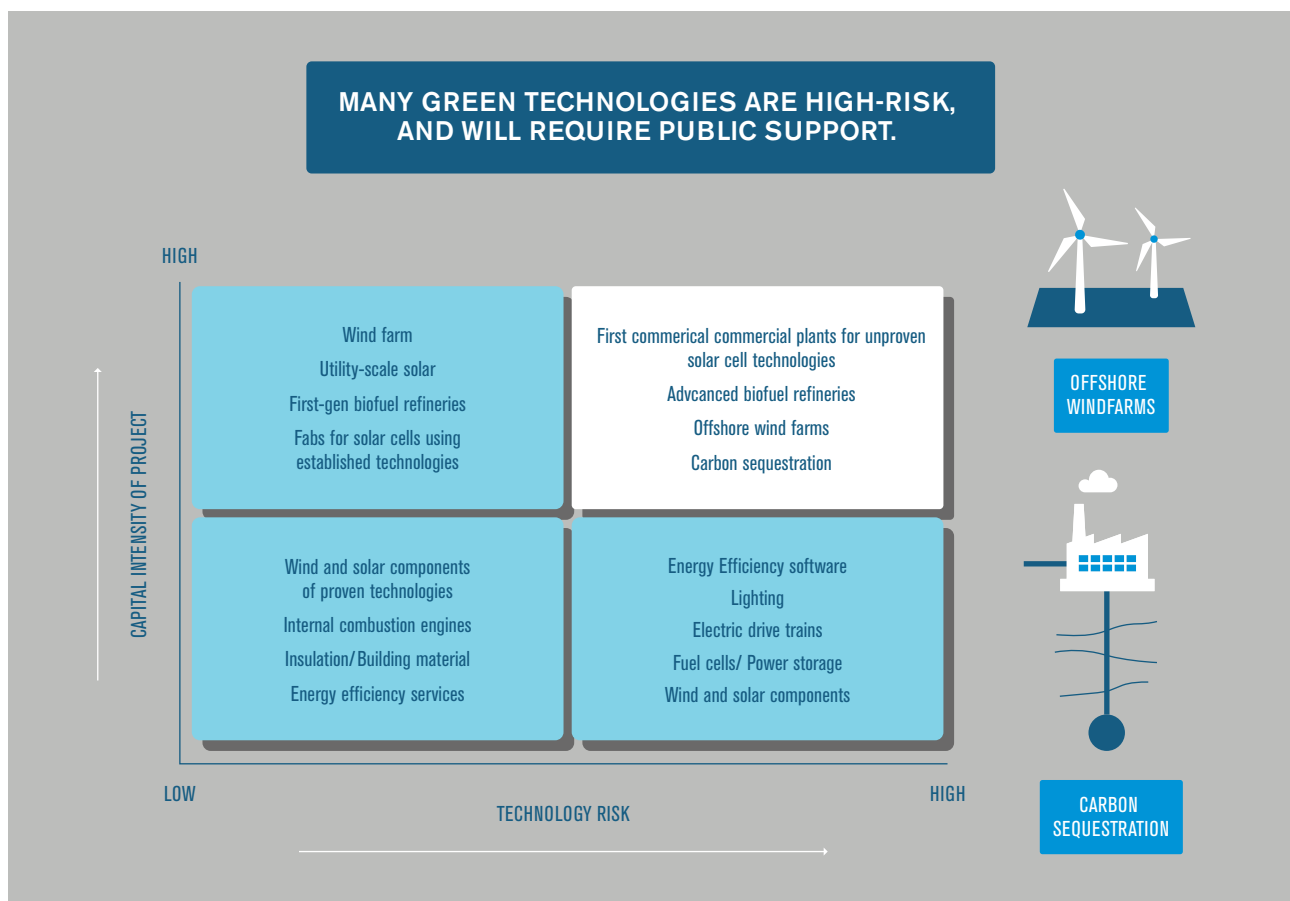 MANY GREEN TECHNOLOGIES ARE HIGH-RISK,
AND WILL REQUIRE PUBLIC SUPPORT.
HIGH
CAPITAL INTENSITY OF PROJECT
Wind farm
Utility-scale solar
First-gen biofuel refineries
Fabs for solar cells using
established technologies
First commerical commercial plants for unproven
solar cell technologies
Advcanced biofuel refineries
Offshore wind farms
Carbon sequestration
Wind and solar components
of proven technologies
Internal combustion engines
Insulation/Building material
Energy efficiency services
Energy Efficiency software
Lighting
Electric drive trains
Fuel cells/ Power storage
Wind and solar components
LOW
TECHNOLOGY RISK
HIGH
OFFSHORE
WINDFARMS
CARBON
SEQUESTRATION